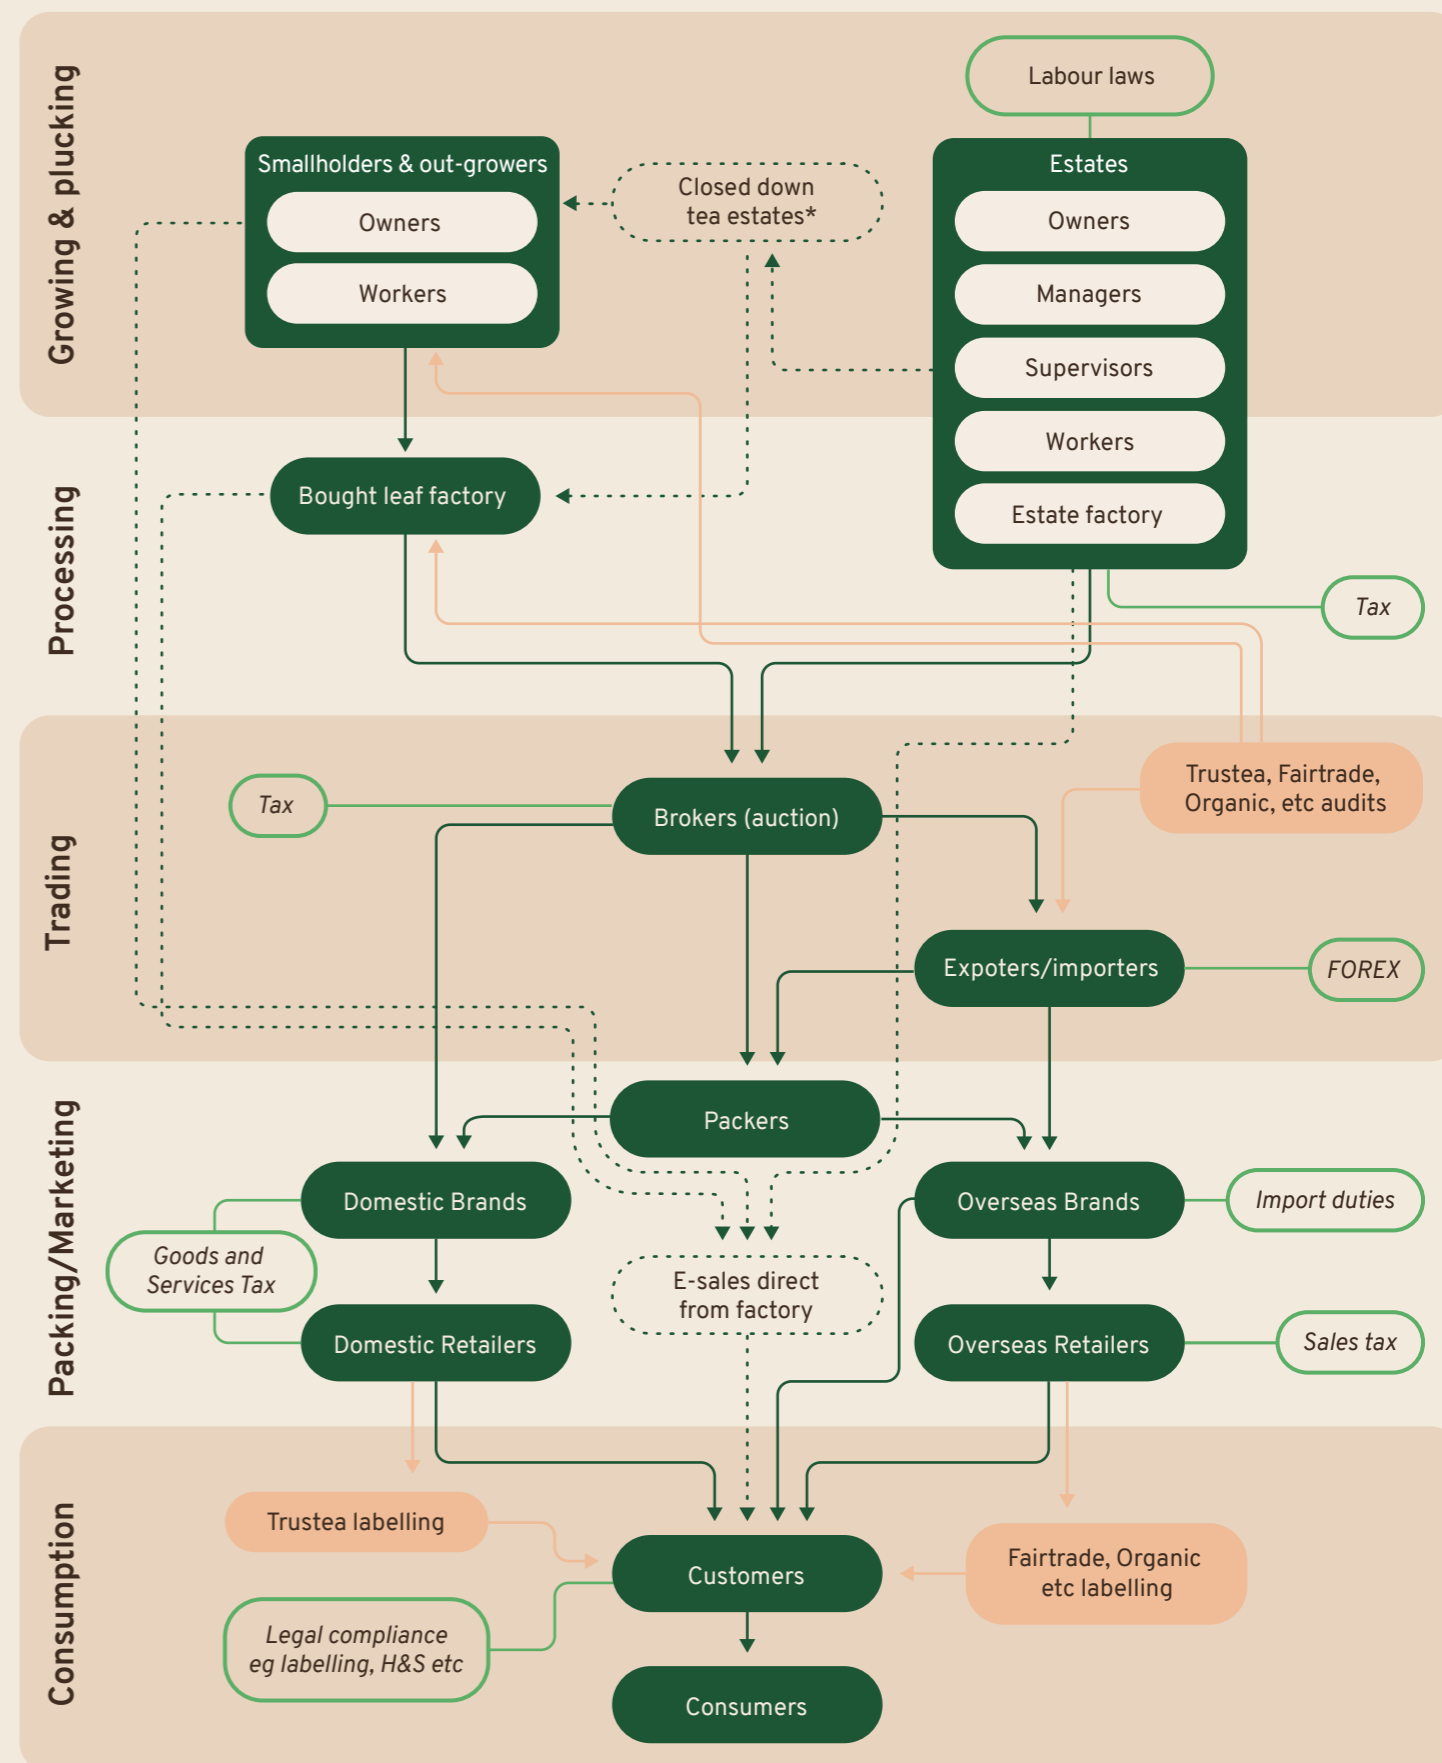 Growing & plucking
Labour laws
Smallholders & out-growers
Owners
Workers
Closed down
tea estates*
Estates
Owners
Managers
Supervisors
Workers
Estate factory
Processing
Bought leaf factory
Tax
Trading
Tax
Brokers (auction)
Trustea, Fairtrade,
Organic, etc audits
Expoters/importers
FOREX
Packing/Marketing
Packers
Domestic Brands
Overseas Brands
Import duties
Goods and
Services Tax
E-sales direct
from factory
Domestic Retailers
Overseas Retailers
Sales tax
Consumption
Trustea labelling
Customers
Fairtrade, Organic
etc labelling
Legal compliance
eg labelling, H&S etc
Consumers